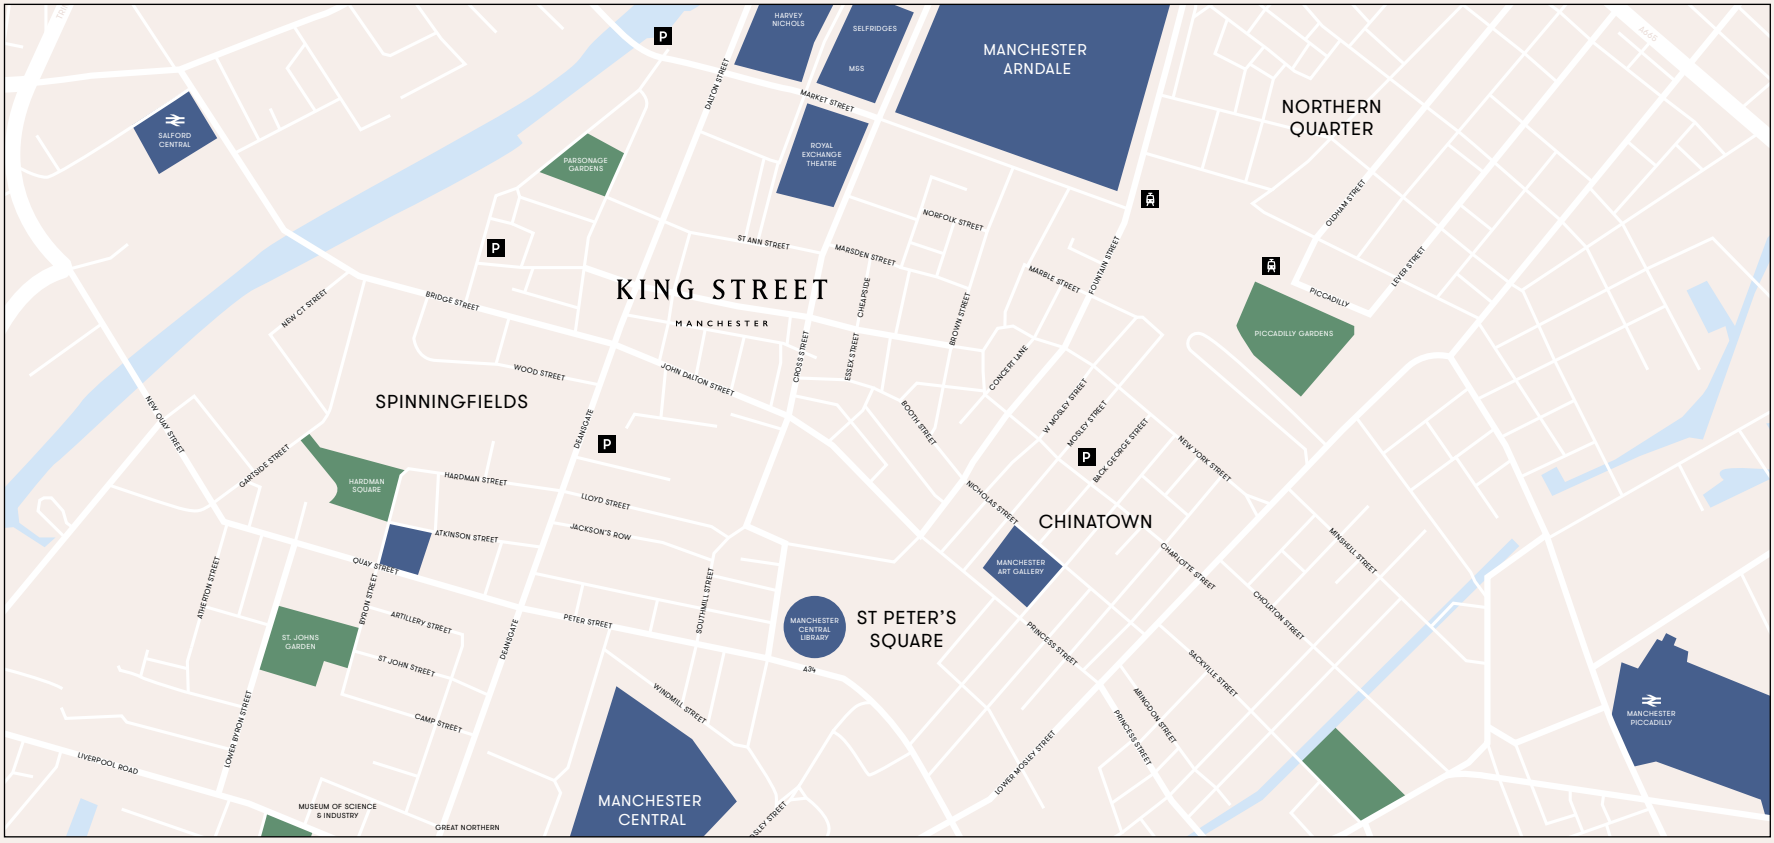 HARVEY
NICHOLS
SELFRIDGES
M&S
MANCHESTER
ARNDALE
A665
P
DALTON STREET
MARKET STREET
NORTHERN
QUARTER
SALFORD
CENTRAL
PARSONAGE
GARDENS
ROYAL
EXCHANGE
THEATRE
OLDHAM STREET
NORFOLK STREET
P
ST ANN STREET
MARSDEN STREET
FOUNTAIN STREET
LEVER STREET
MARBLE STREET
PICCADILLY
KING STREET
MANCHESTER
CHEAPSIDE
NEW CT STREET
BRIDGE STREET
BROWN STREET
PICCADILLY GARDENS
CROSS STREET
ESSEX STREET
CONCERT LANE
WOOD STREET
JOHN DALTON STREET
W MOSLEY STREET
MOSLEY STREET
SPINNINGFIELDS
NEW QUAY STREET
BOOTH STREET
DEANSGATE
P
BACK GEORGE STREET
P
NEW YORK STREET
GARTSIDE STREET
HARDMAN
SQUARE
HARDMAN STREET
LLOYD STREET
NICHOLAS STREET
CHINATOWN
ATKINSON STREET
JACKSON'S ROW
MINSHULL STREET
QUAY STREET
MANCHESTER
ART GALLERY
CHARLOTTE STREET
ATHERTON STREET
BYRON STREET
SOUTHMILL STREET
CHOLRTON STREET
ARTILLERY STREET
PETER STREET
MANCHESTER
CENTRAL
LIBRARY
ST PETER’S
SQUARE
ST. JOHNS
GARDEN
DEANSGATE
PRINCESS STREET
ST JOHN STREET
A34
SACKVILLE STREET
WINDMILL STREET
ABINGDON STREET
LOWER BYRON STREET
CAMP STREET
PRINCESS STREET
MANCHESTER
PICCADILLY
LIVERPOOL ROAD
LOWER MOSLEY STREET
MUSEUM OF SCIENCE
& INDUSTRY
GREAT NORTHERN
MANCHESTER
CENTRAL
OSLEY STREET